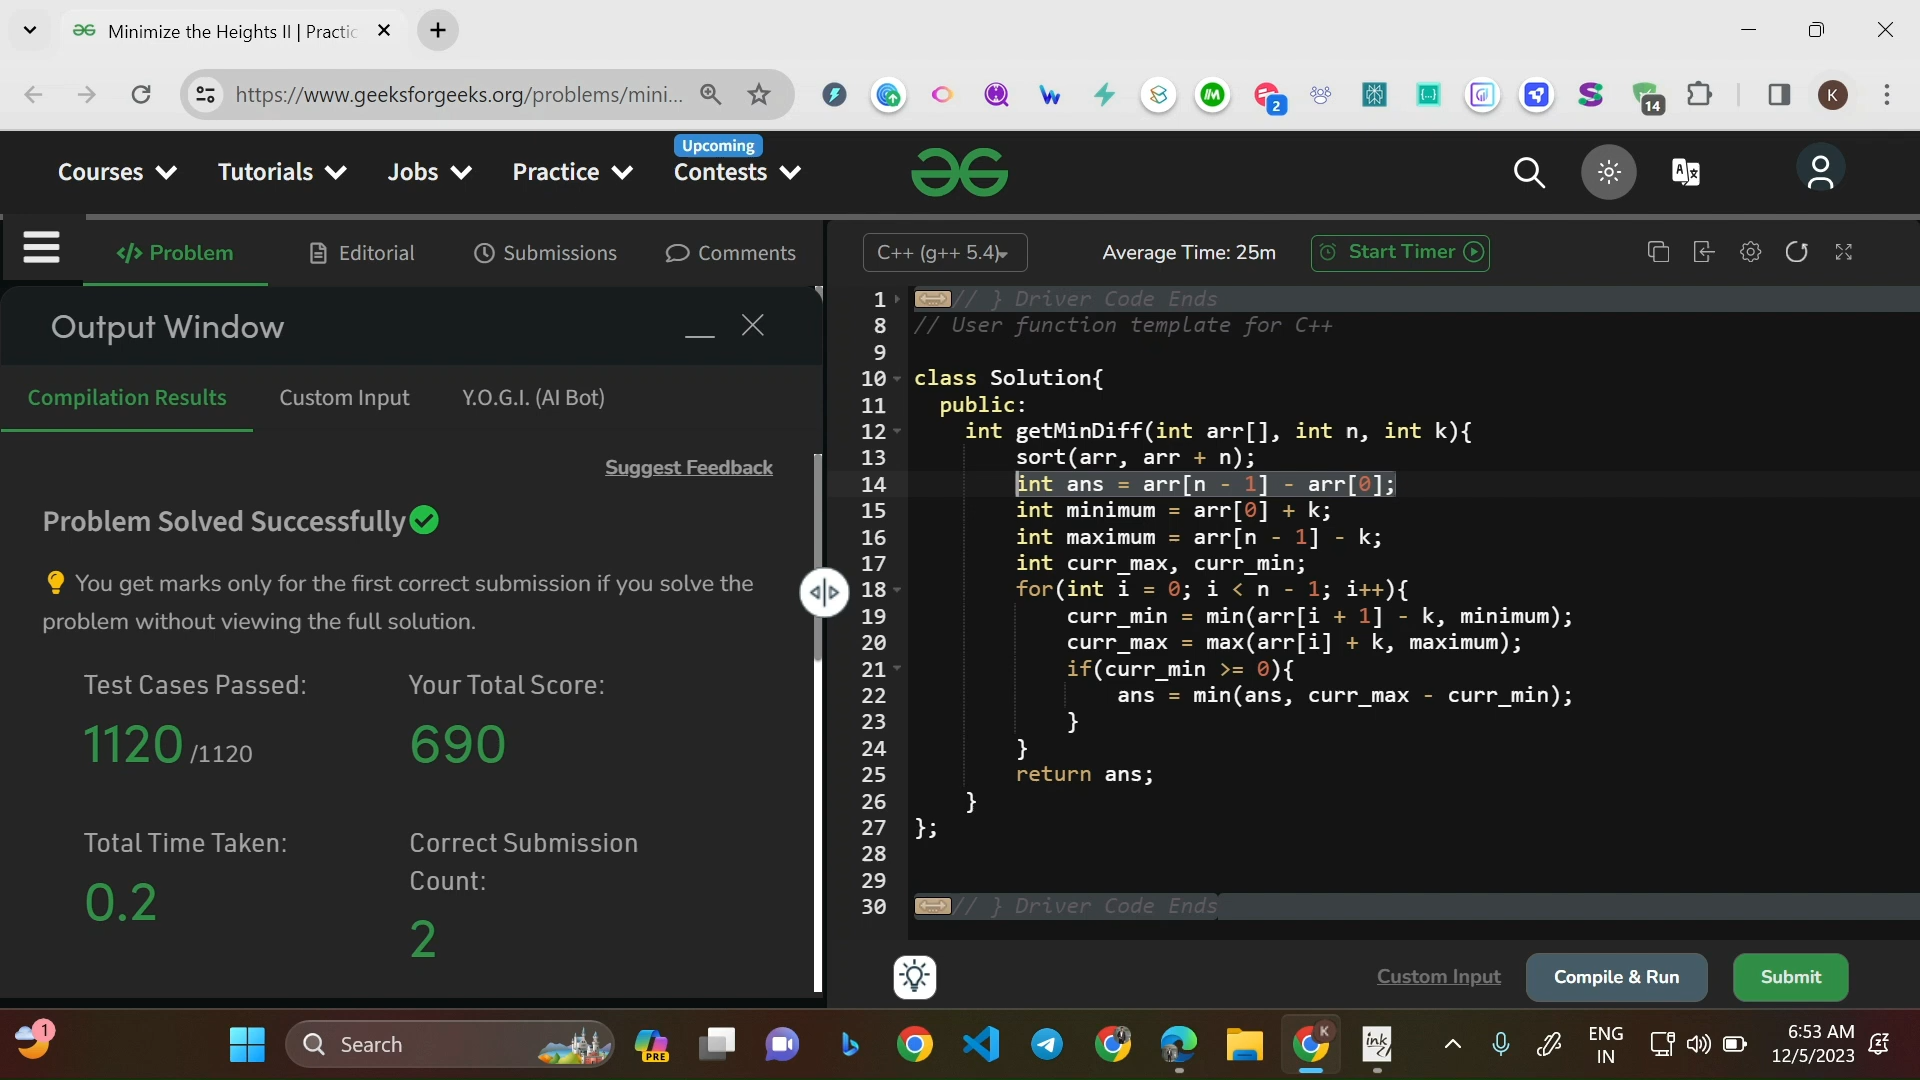 Minimize the Heights II | Practic
https://www.geeksforgeeks.org/problems/mini...
2
14
K
Courses
Tutorials
Jobs
Practice
Upcoming
Contests
Problem
Editorial
Submissions
Comments
Output Window
Compilation Results
Custom Input
Y.O.G.I. (AI Bot)
Suggest Feedback
Problem Solved Successfully
You get marks only for the first correct submission if you solve the
problem without viewing the full solution.
Test Cases Passed:
1120 /1120
Your Total Score:
690
Total Time Taken:
0.2
Correct Submission
Count:
2
C++ (g++ 5.4)
Average Time: 25m
Start Timer
1 // } Driver Code Ends
8 // User function template for C++
9
10 class Solution{
11 public:
12 int getMinDiff(int arr[], int n, int k){
13 sort(arr, arr + n);
14 int ans = arr[n - 1] - arr[0];
15 int minimum = arr[0] + k;
16 int maximum = arr[n - 1] - k;
17 int curr_max, curr_min;
18 for(int i = 0; i < n - 1; i++){
19 curr_min = min(arr[i + 1] - k, minimum);
20 curr_max = max(arr[i] + k, maximum);
21 if(curr_min >= 0){
22 ans = min(ans, curr_max - curr_min);
23 }
24 }
25 return ans;
26 }
27 };
28
29
30 // } Driver Code Ends
Custom Input
Compile & Run
Submit
1
Search
PRE
K
ink
ENG
IN
6:53 AM
12/5/2023